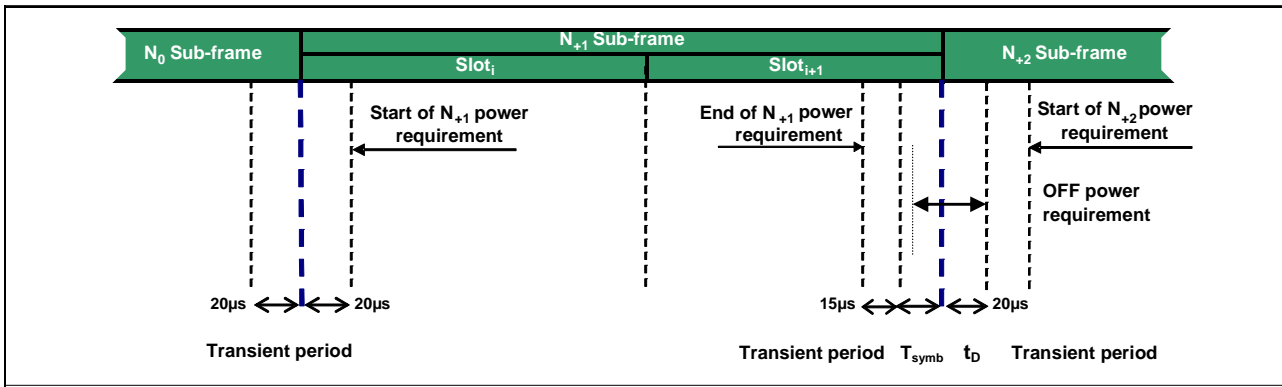 N+1 Sub-frame
N0 Sub-frame
N+2 Sub-frame
Sloti
Sloti+1
Start of N+1 power
requirement
End of N+1 power
requirement
Start of N+2 power
requirement
OFF power
requirement
20µs
20µs
15µs
20µs
Transient period
Transient period
Tsymb
tD
Transient period